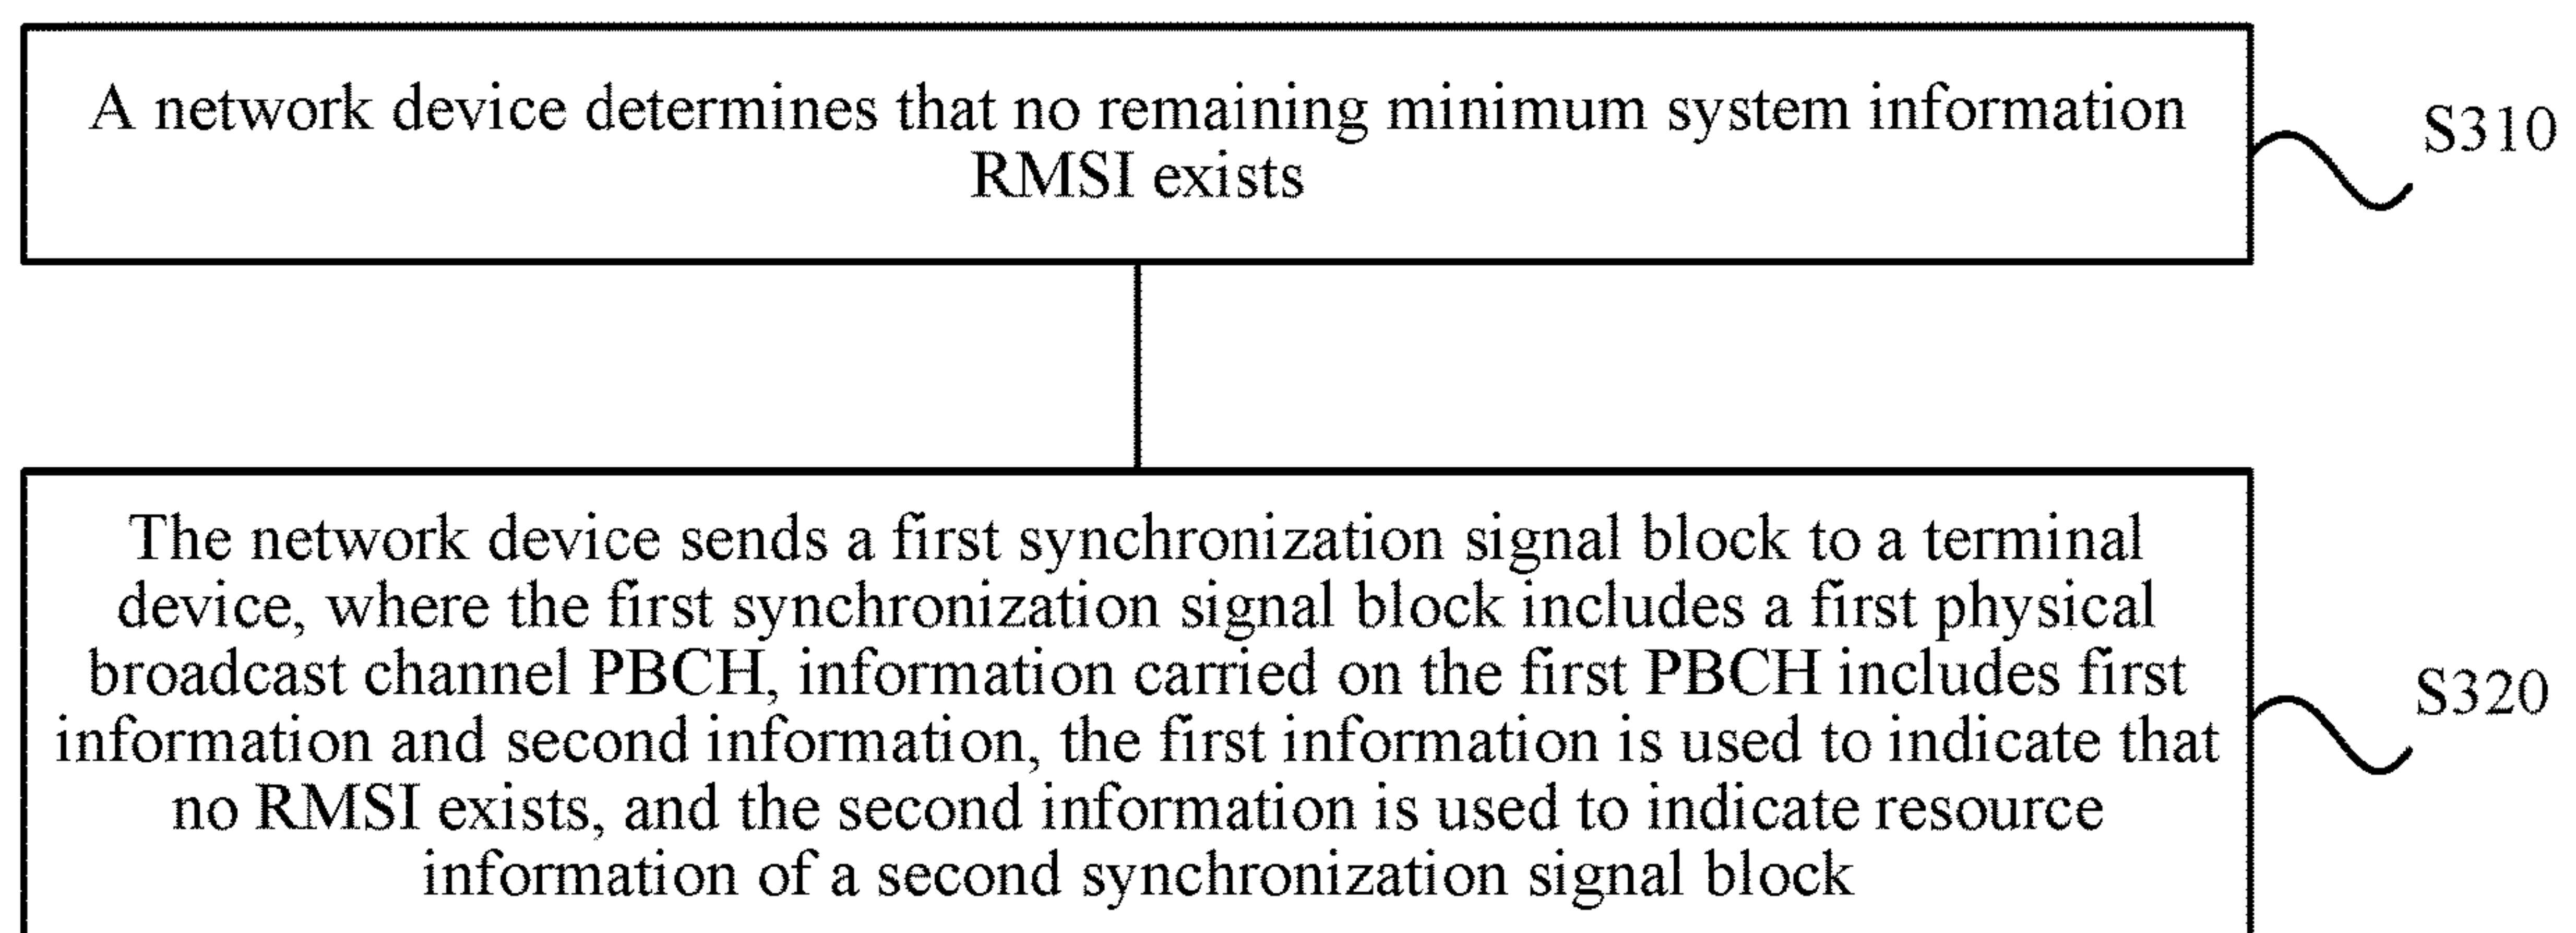 A network device determines that no remaining minimum system information
RMSI exists
S310
The network device sends a first synchronization signal block to a terminal
device, where the first synchronization signal block includes a first physical
broadcast channel PBCH, information carried on the first PBCH includes first
information and second information, the first information is used to indicate that
no RMSI exists, and the second information is used to indicate resource
information of a second synchronization signal block
S320